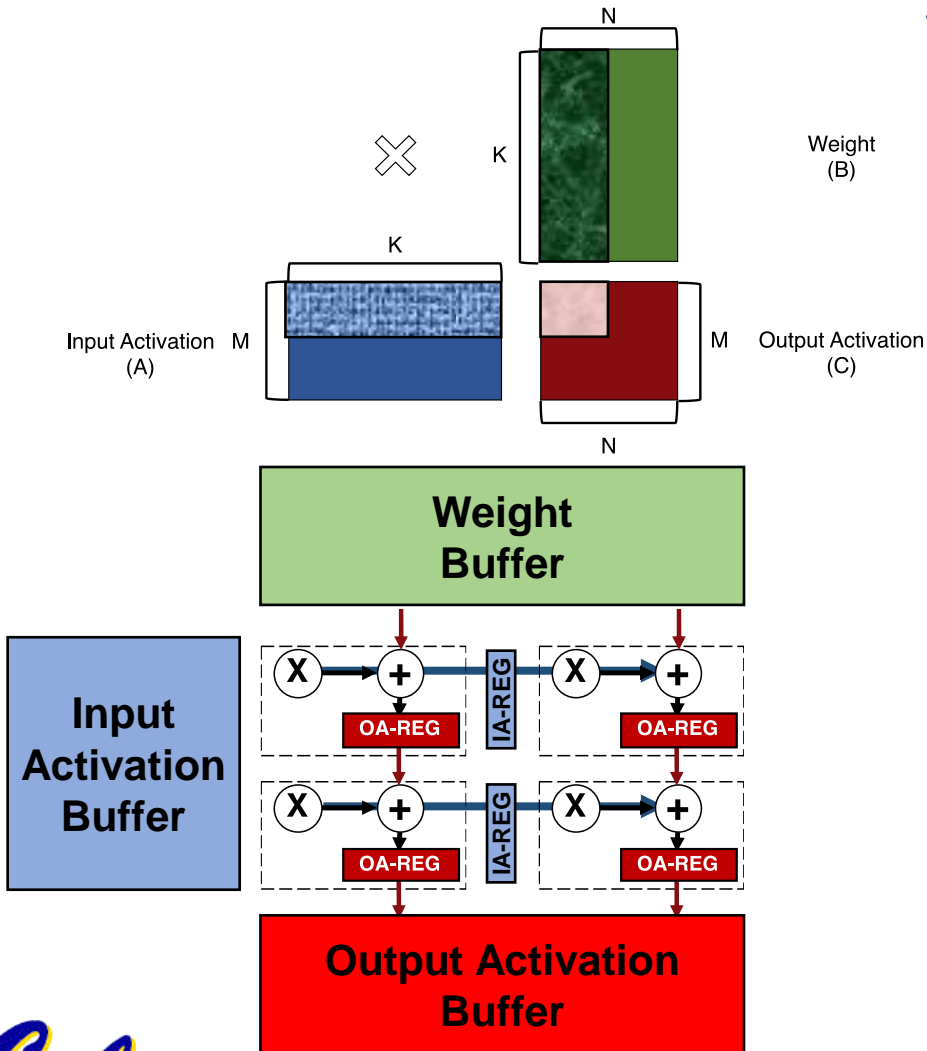 N
K
Weight
(B)
K
Input Activation
(A)
M
M
Output Activation
(C)
N
Weight
Buffer
Input
Activation
Buffer
X
+
IA-REG
X
+
OA-REG
OA-REG
X
+
IA-REG
X
+
OA-REG
OA-REG
Output Activation
Buffer